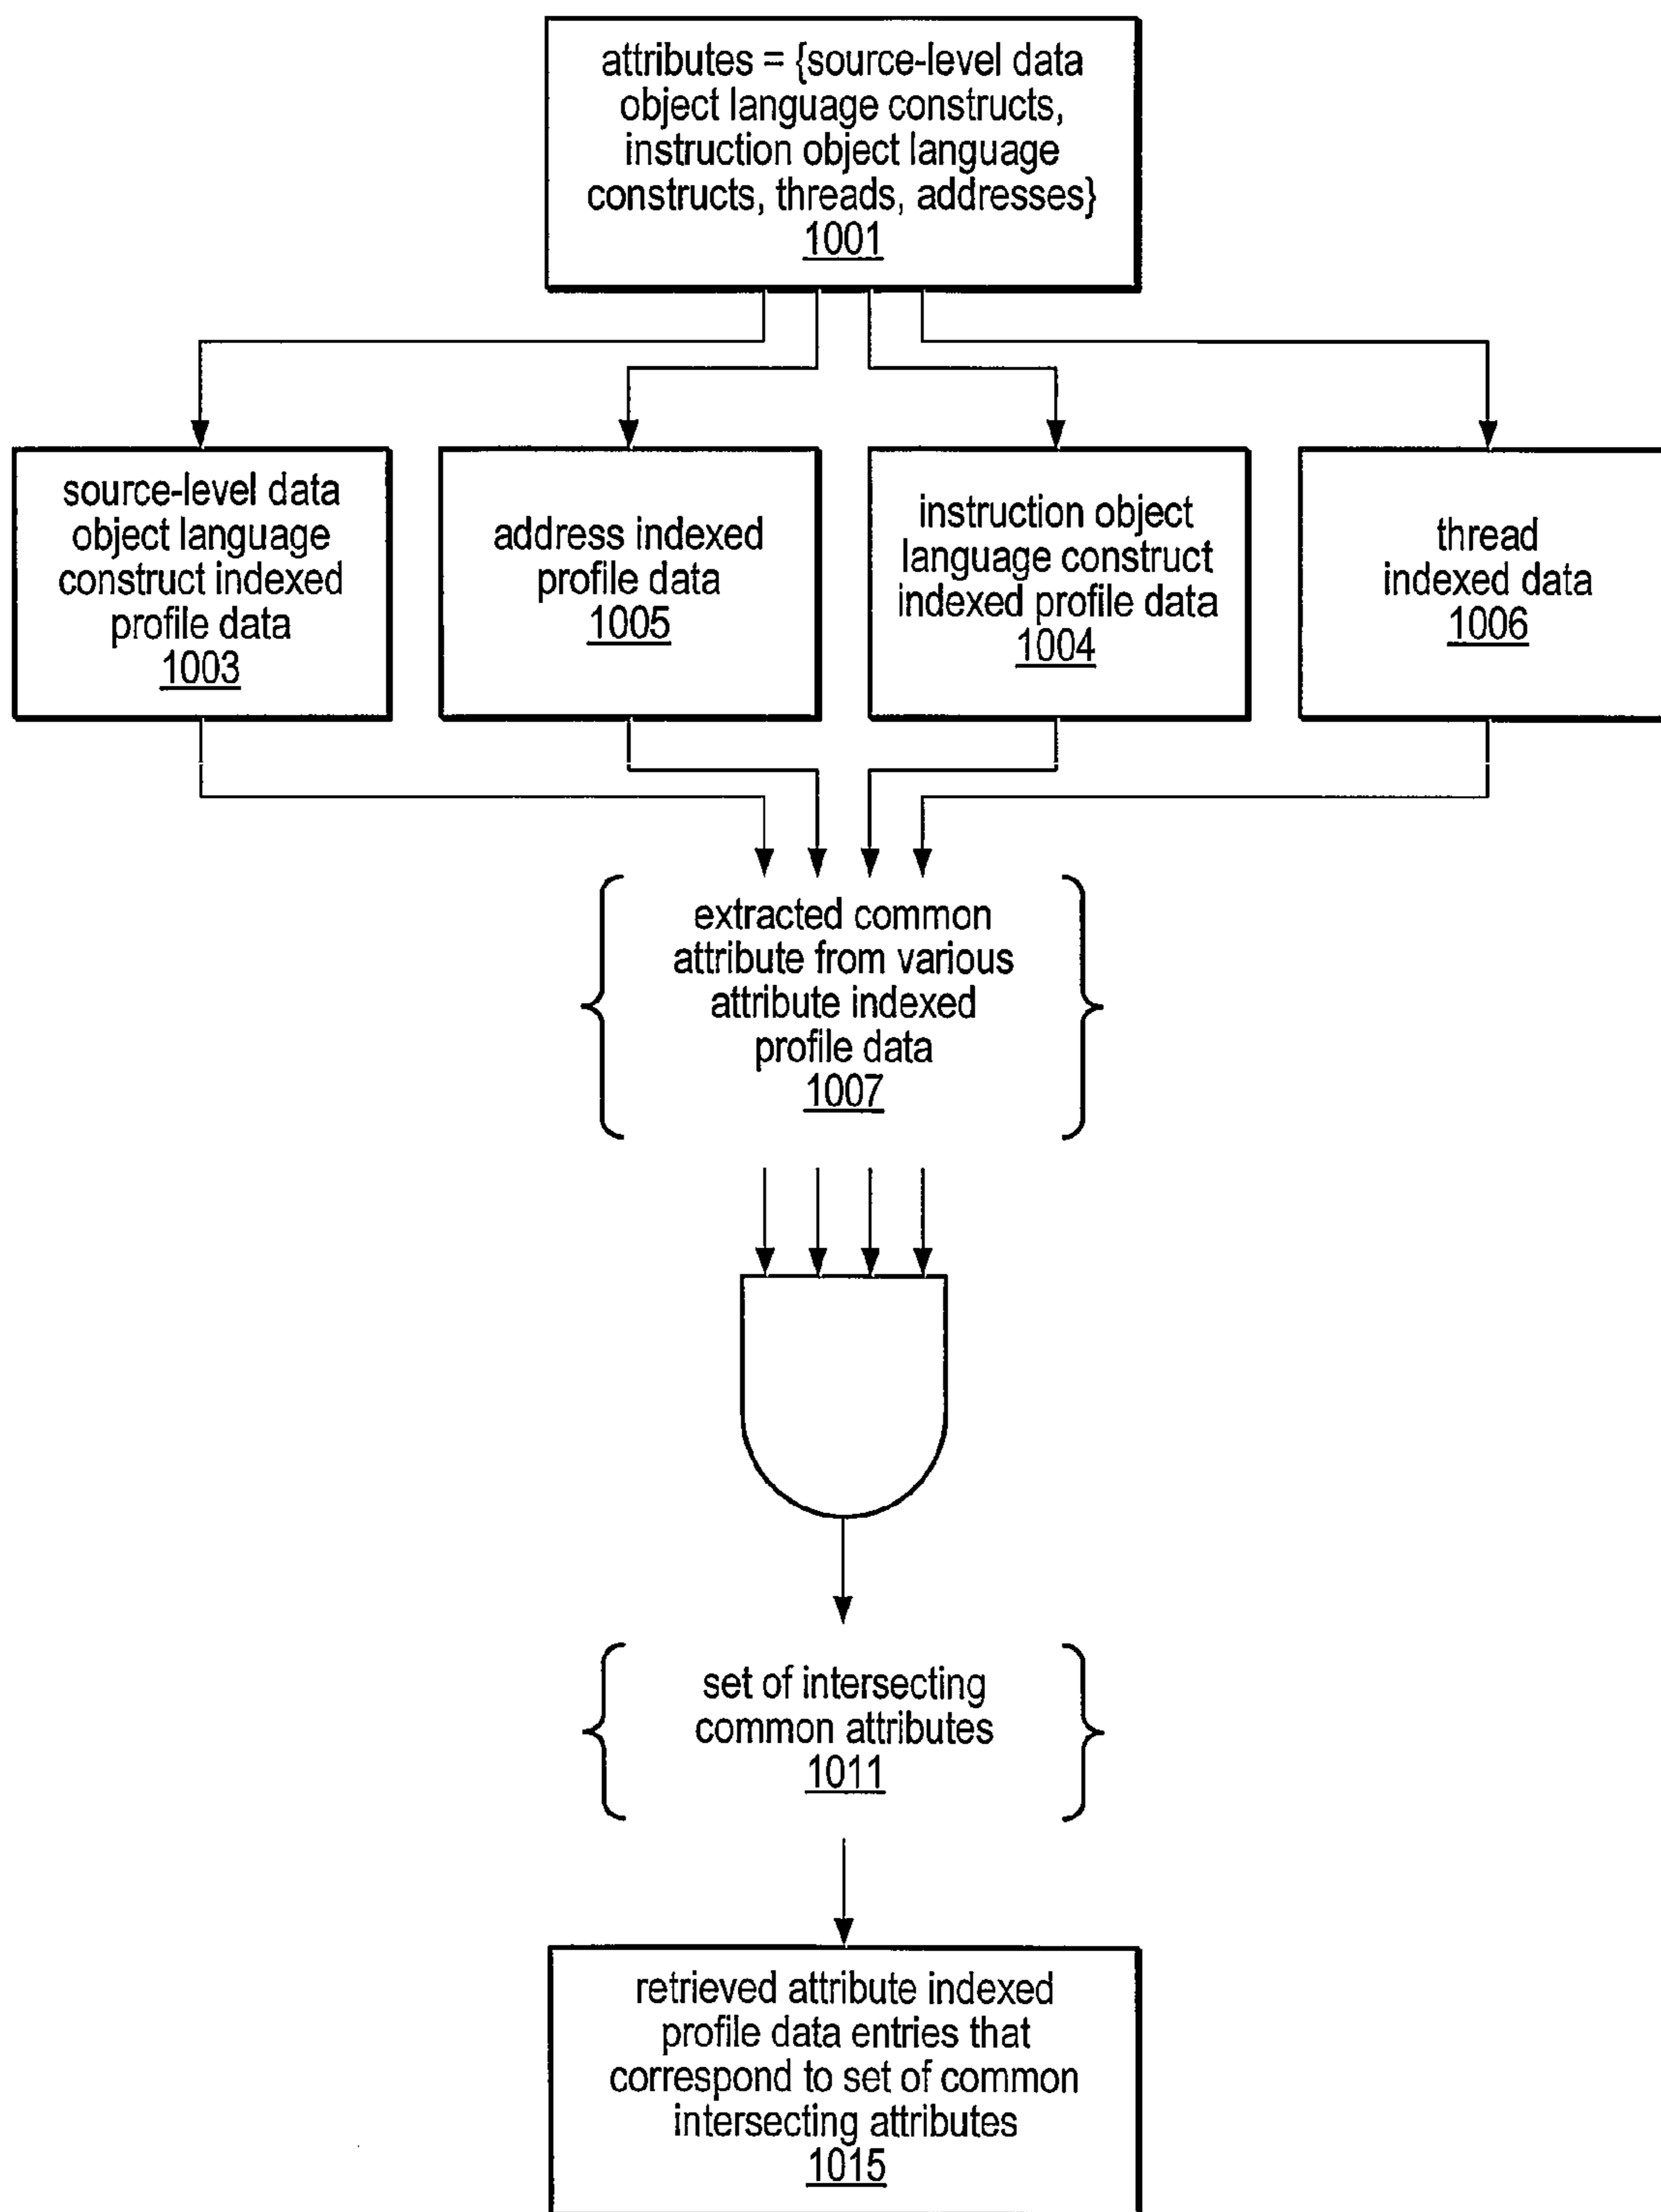 attributes = {source-level data
object language constructs,
instruction object language
constructs, threads, addresses}
1001
source-level data
object language
construct indexed
profile data
1003
address indexed
profile data
1005
instruction object
language construct
indexed profile data
1004
thread
indexed data
1006
extracted common
attribute from various
attribute indexed
profile data
1007
set of intersecting
common attributes
1011
retrieved attribute indexed
profile data entries that
correspond to set of common
intersecting attributes
1015